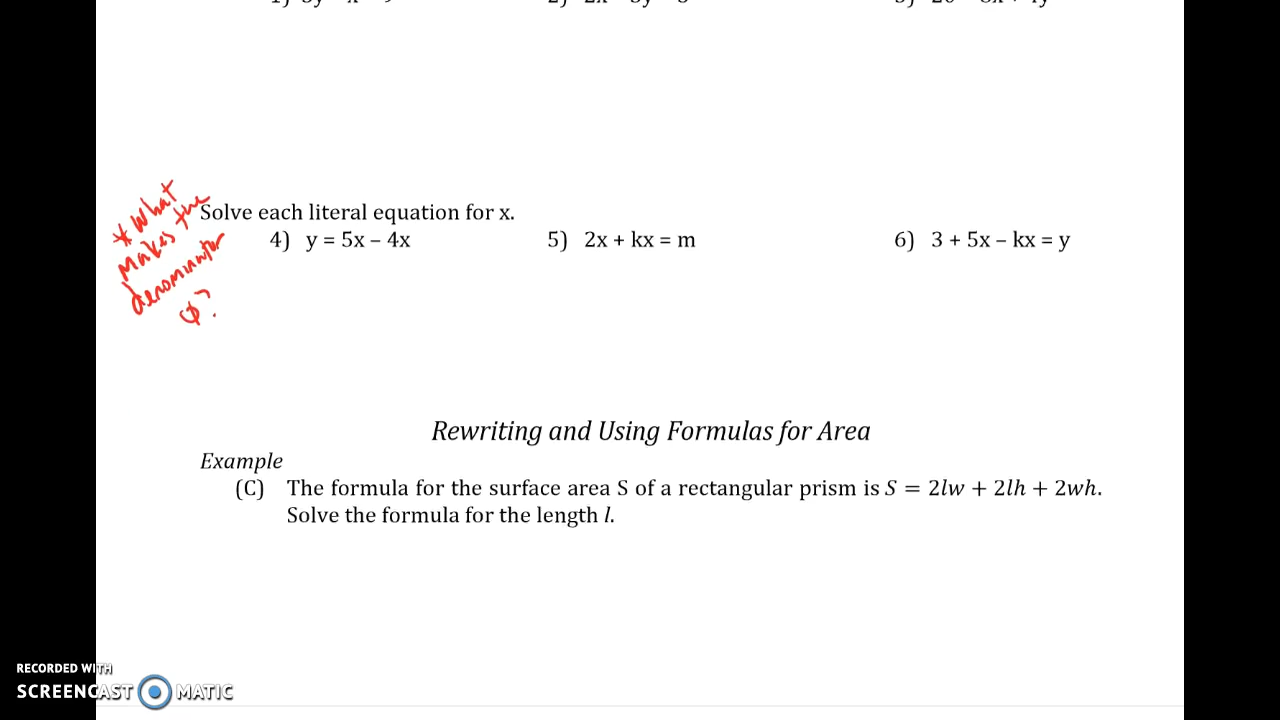 Solve each literal equation for x.
* What makes the denominator 0?
4) y = 5x – 4x 5) 2x + kx = m 6) 3 + 5x – kx = y
Rewriting and Using Formulas for Area
Example
(C) The formula for the surface area S of a rectangular prism is S = 2lw + 2lh + 2wh.
Solve the formula for the length l.
RECORDED WITH
SCREENCAST MATIC